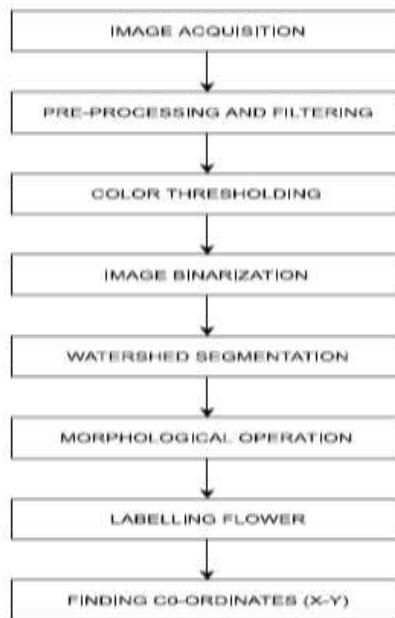 IMAGE ACQUISITION
PRE-PROCESSING AND FILTERING
COLOR THRESHOLDING
IMAGE BINARIZATION
WATERSHED SEGMENTATION
MORPHOLOGICAL OPERATION
LABELLING FLOWER
FINDING C0-ORDINATES (X-Y)